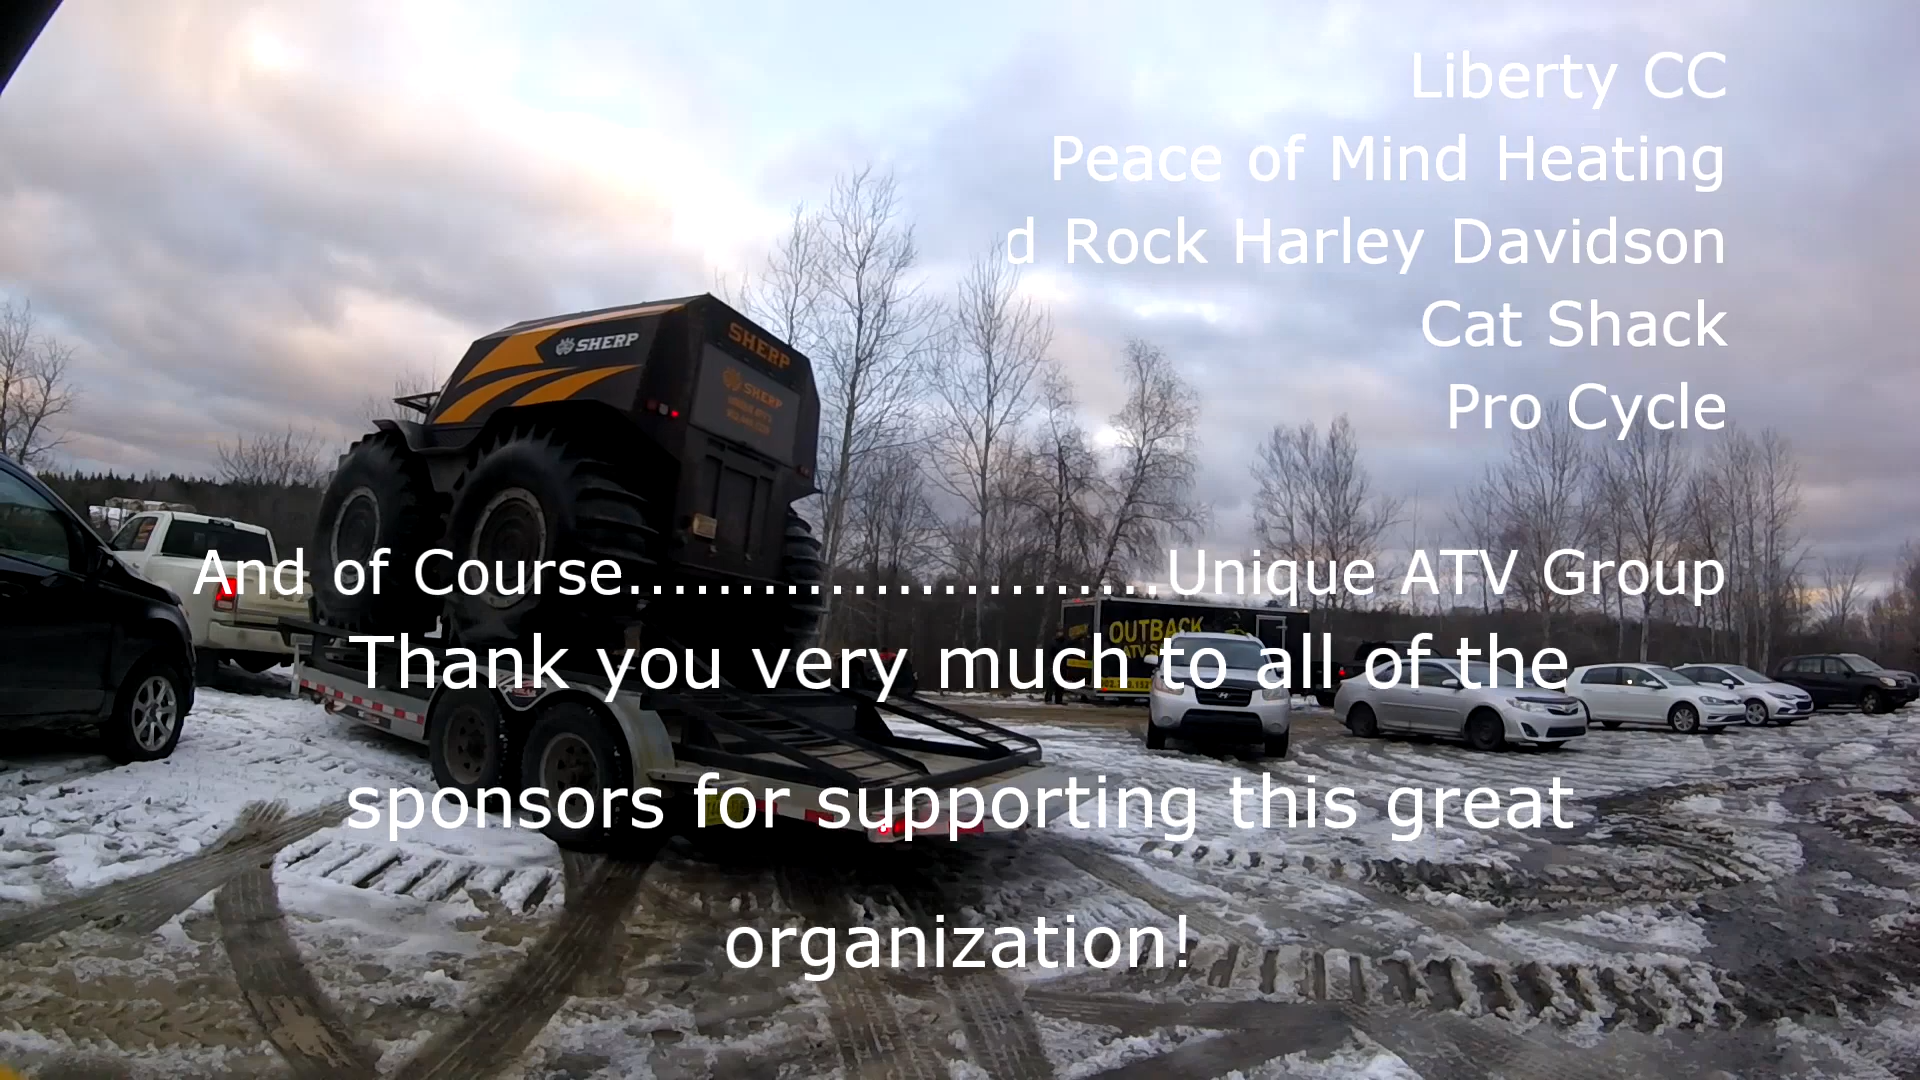 Liberty CC
Peace of Mind Heating
d Rock Harley Davidson
Cat Shack
Pro Cycle
SHERP
SHERP
SHERP
And of Course........................Unique ATV Group
OUTBACK
Thank you very much to all of the
sponsors for supporting this great
organization!